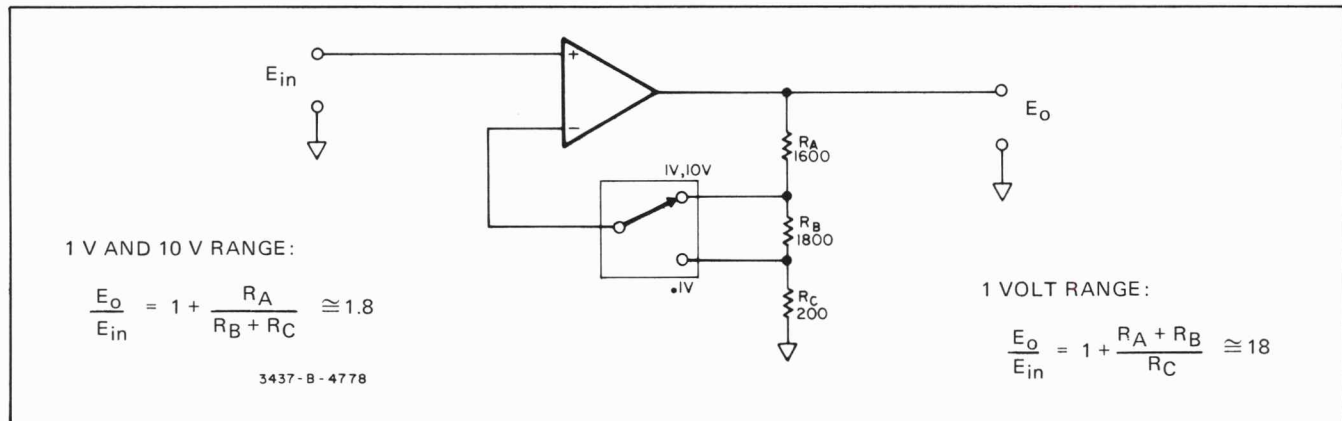 E_in
+
−
E_o
R_A
1600
1V,10V
R_B
1800
.1V
R_C
200
1 V AND 10 V RANGE:
E_o / E_in = 1 + R_A / (R_B + R_C) ≅ 1.8
3437-B-4778
1 VOLT RANGE:
E_o / E_in = 1 + (R_A + R_B) / R_C ≅ 18